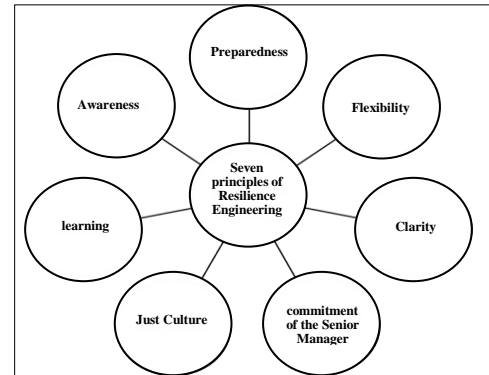 Preparedness
Awareness
Flexibility
Seven
principles of
Resilience
Engineering
learning
Clarity
Just Culture
commitment
of the Senior
Manager